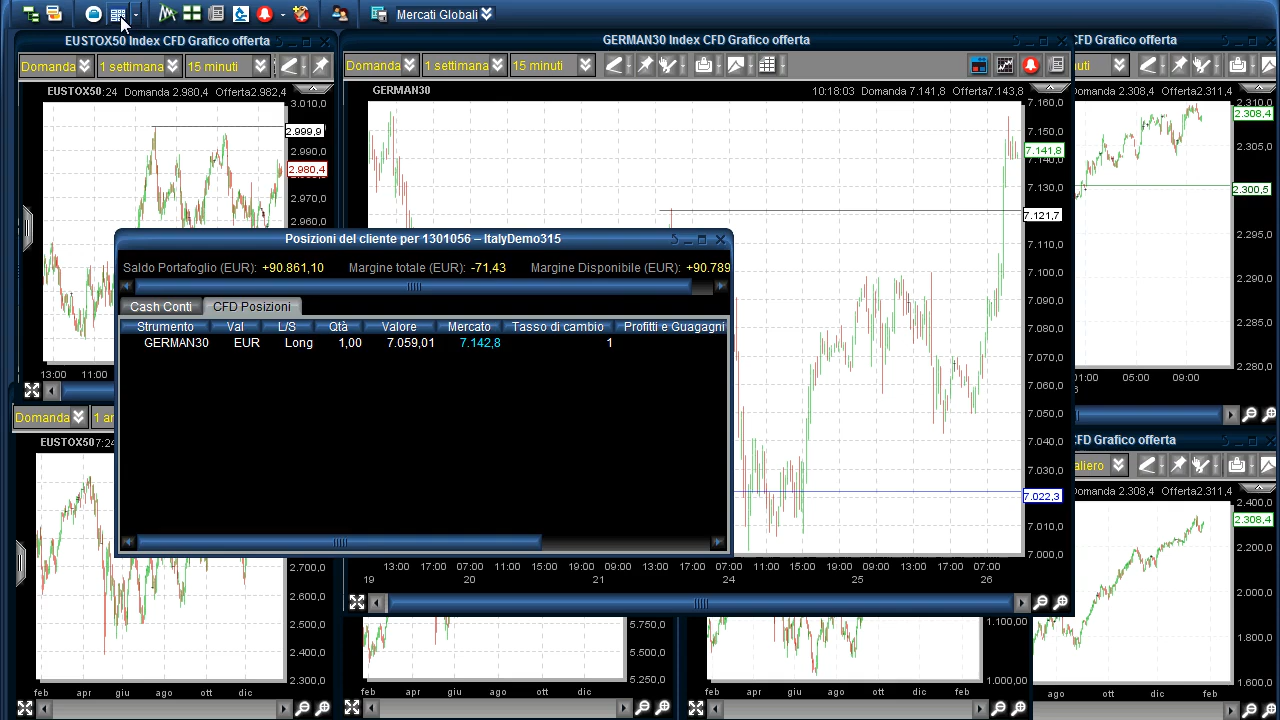 Mercati Globali
EUSTOX50 Index CFD Grafico offerta
GERMAN30 Index CFD Grafico offerta
CFD Grafico offerta
Domanda
1 settimana
15 minuti
Domanda
1 settimana
15 minuti
uti
EUSTOX50:24 Domanda 2.980,4 Offerta2.982,4
GERMAN30
10:18:03 Domanda 7.141,8 Offerta7.143,8
Domanda 2.308,4 Offerta2.311,4
3.010,0
2.999,9
2.990,0
2.980,4
2.970,0
2.960,0
13:00 11:00
7.160,0
7.150,0
7.141,8
7.140,0
7.130,0
7.121,7
7.110,0
7.100,0
7.090,0
7.080,0
7.070,0
7.060,0
7.050,0
7.040,0
7.030,0
7.022,3
7.010,0
7.000,0
2.310,0
2.308,4
2.305,0
2.300,5
2.295,0
2.290,0
2.285,0
2.280,0
01:00 05:00 09:00
Posizioni del cliente per 1301056 – ItalyDemo315
Saldo Portafoglio (EUR): +90.861,10 Margine totale (EUR): -71,43 Margine Disponibile (EUR): +90.789
Cash Conti
CFD Posizioni
Strumento Val L/S Qtà Valore Mercato Tasso di cambio Profitti e Guagagni
GERMAN30 EUR Long 1,00 7.059,01 7.142,8 1
13:00 17:00 07:00 11:00 15:00 19:00 09:00 13:00 17:00 07:00 11:00 15:00 19:00 09:00 13:00 17:00 07:00
19 20 21 24 25 26
Domanda
1 an
EUSTOX507:24
2.700,0
2.600,0
2.500,0
2.400,0
2.300,0
feb apr giu ago ott dic
5.750,0
5.500,0
5.250,0
feb apr giu ago ott dic
1.100,00
1.000,00
feb apr giu ago ott dic feb
CFD Grafico offerta
aliero
Domanda 2.308,4 Offerta2.311,4
2.400,0
2.308,4
2.200,0
2.000,0
1.800,0
1.600,0
ago ott dic feb